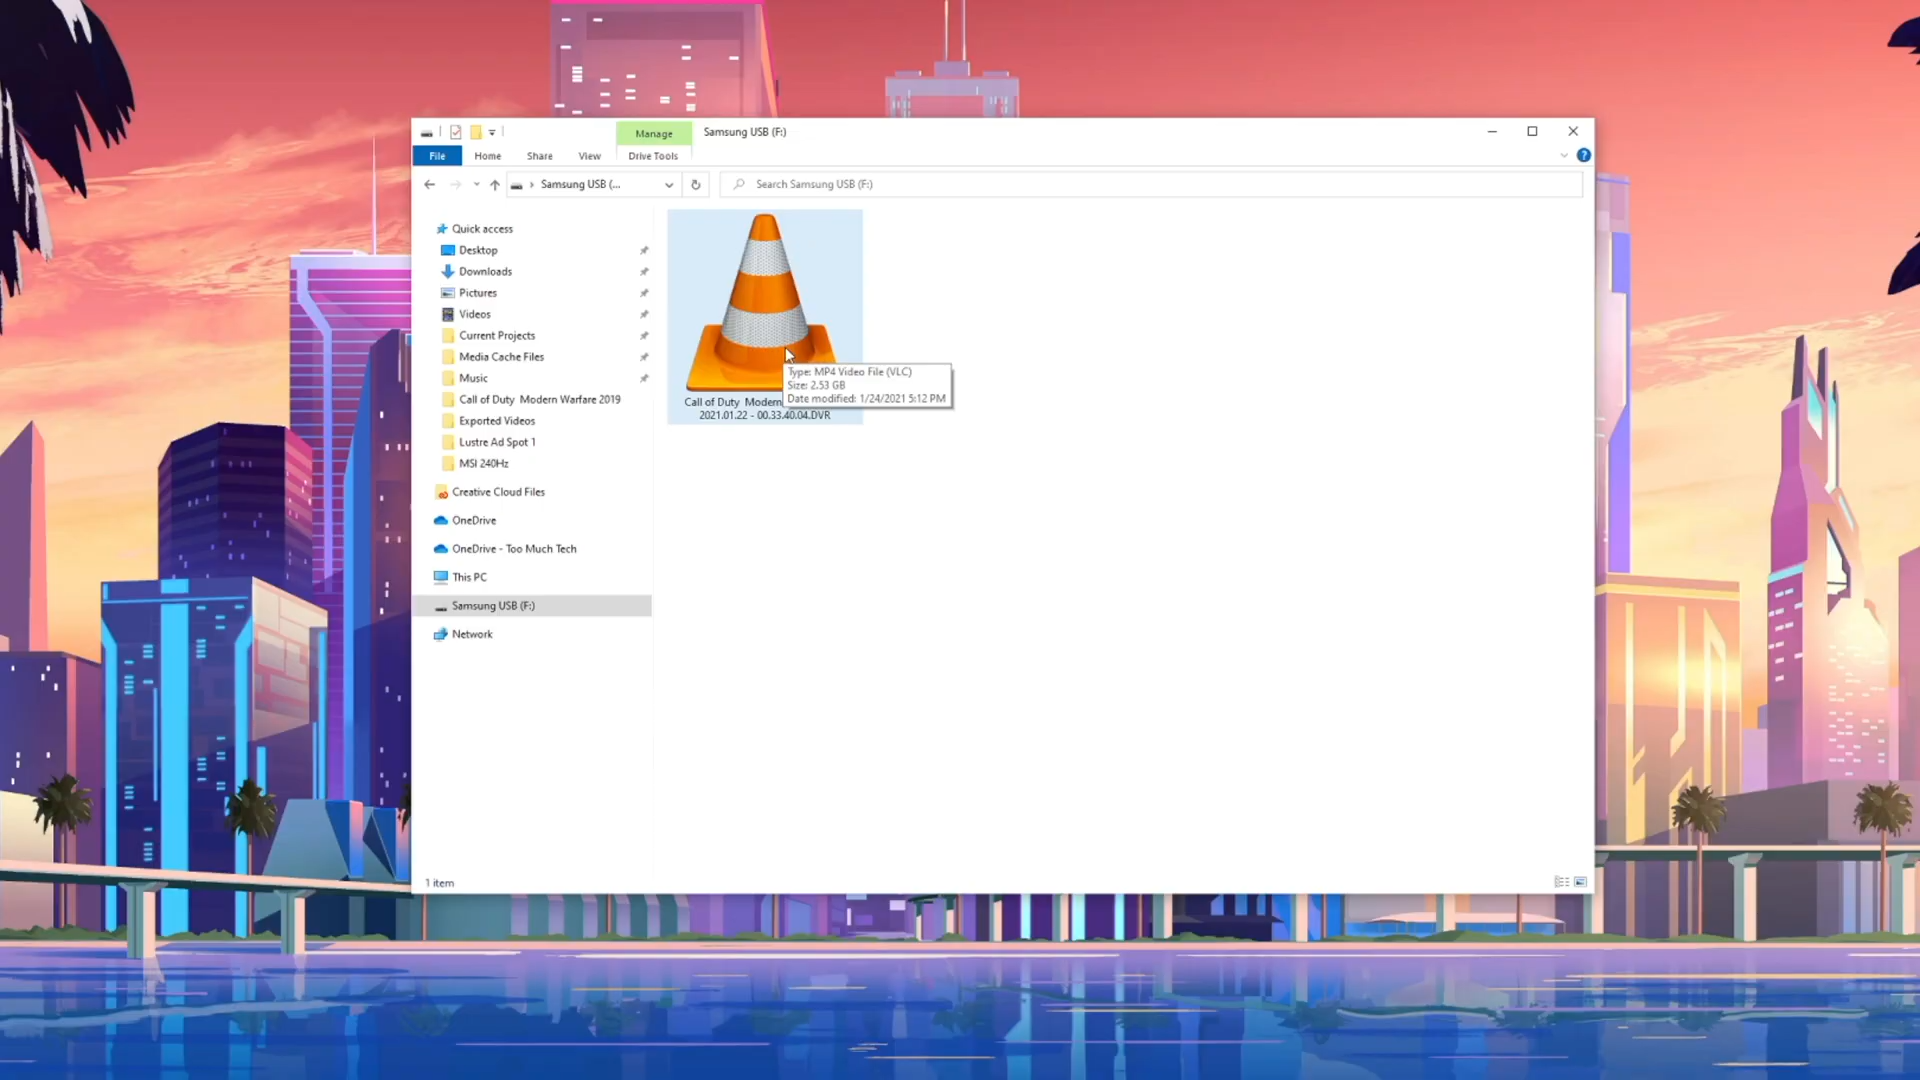 Manage
Samsung USB (F:)
File
Home
Share
View
Drive Tools
Samsung USB (...
Search Samsung USB (F:)
Quick access
Desktop
Downloads
Pictures
Videos
Current Projects
Media Cache Files
Music
Call of Duty Modern Warfare 2019
Exported Videos
Lustre Ad Spot 1
MSI 240Hz
Creative Cloud Files
OneDrive
OneDrive - Too Much Tech
This PC
Samsung USB (F:)
Network
Type: MP4 Video File (VLC)
Size: 2.53 GB
Date modified: 1/24/2021 5:12 PM
Call of Duty Modern
2021.01.22 - 00.33.40.04.DVR
1 item